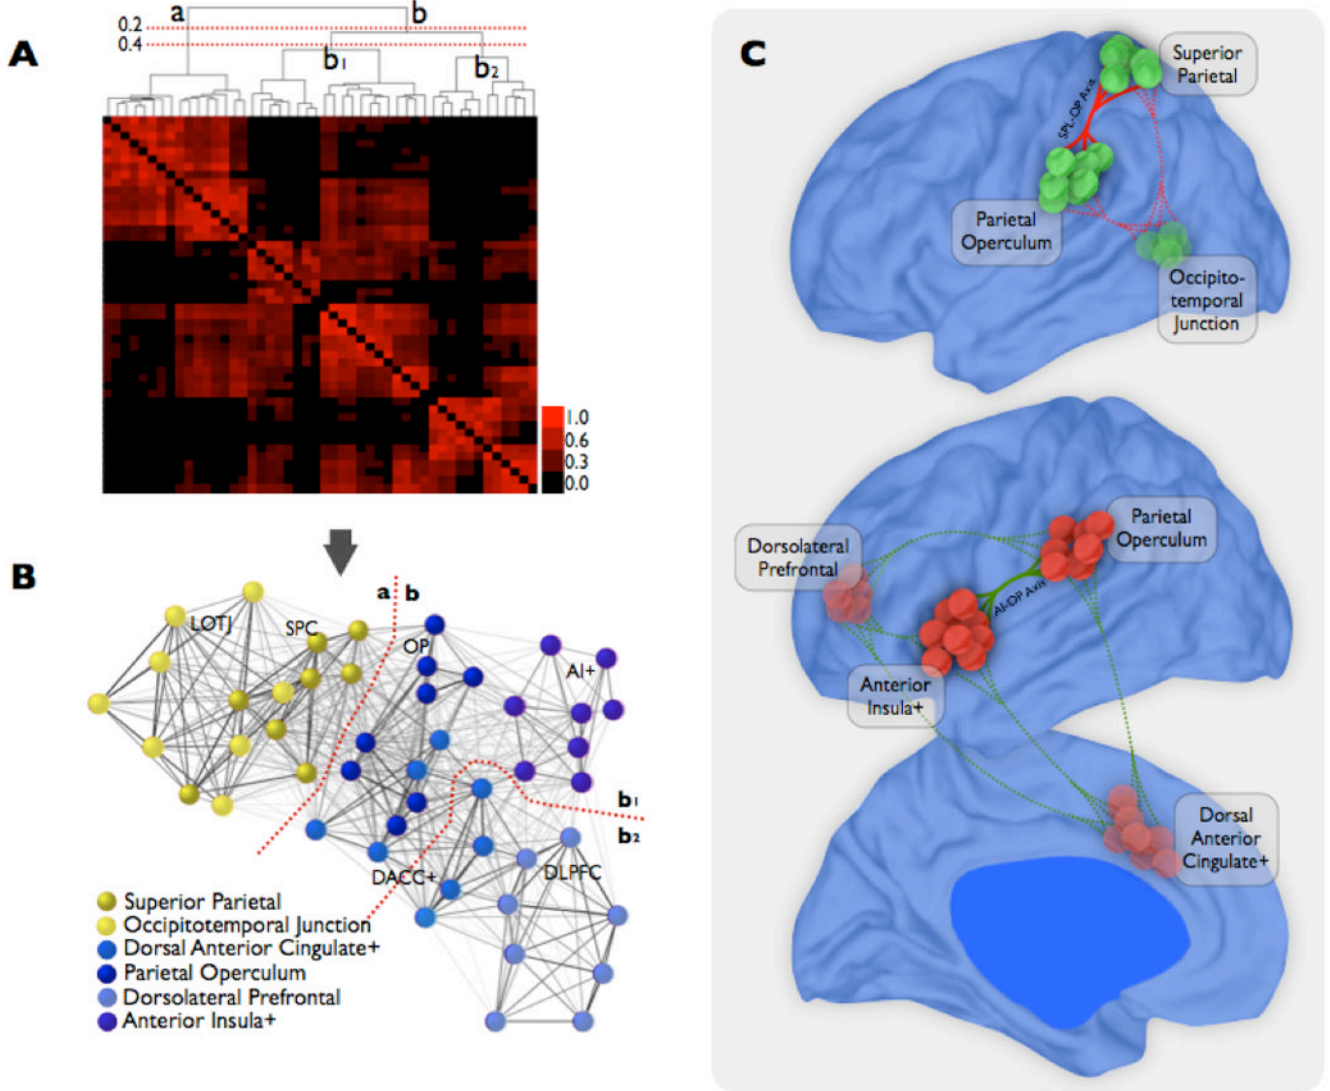 A
a
b
0.2
0.4
b1
b2
1.0
0.6
0.3
0.0
B
a b
LOTJ
SPC
OP
AI+
b1
b2
DACC+
DLPFC
Superior Parietal
Occipitotemporal Junction
Dorsal Anterior Cingulate+
Parietal Operculum
Dorsolateral Prefrontal
Anterior Insula+
C
Superior
Parietal
SPL-OP Axis
Parietal
Operculum
Occipito-
temporal
Junction
Parietal
Operculum
Dorsolateral
Prefrontal
AI-OP Axis
Anterior
Insula+
Dorsal
Anterior
Cingulate+